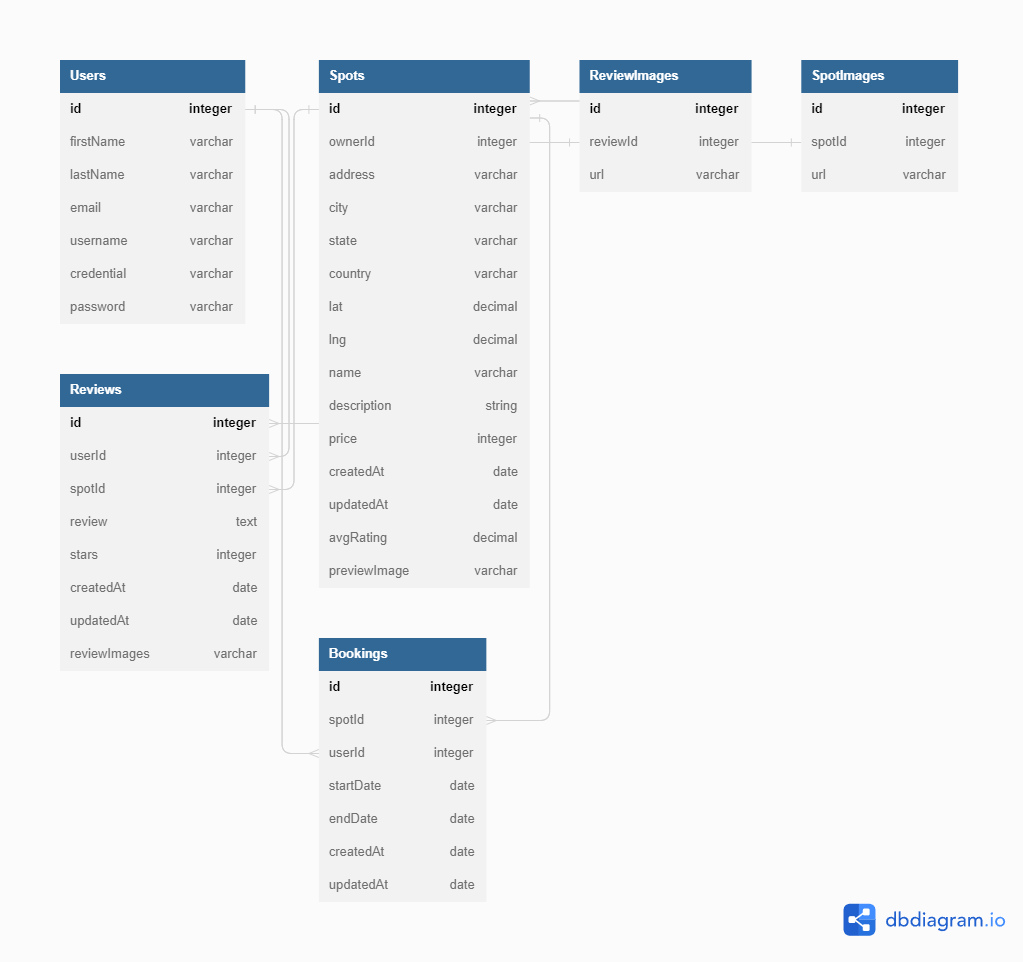 Users
id integer
firstName varchar
lastName varchar
email varchar
username varchar
credential varchar
password varchar
Reviews
id integer
userId integer
spotId integer
review text
stars integer
createdAt date
updatedAt date
reviewImages varchar
Spots
id integer
ownerId integer
address varchar
city varchar
state varchar
country varchar
lat decimal
lng decimal
name varchar
description string
price integer
createdAt date
updatedAt date
avgRating decimal
previewImage varchar
Bookings
id integer
spotId integer
userId integer
startDate date
endDate date
createdAt date
updatedAt date
ReviewImages
id integer
reviewId integer
url varchar
SpotImages
id integer
spotId integer
url varchar
dbdiagram.io